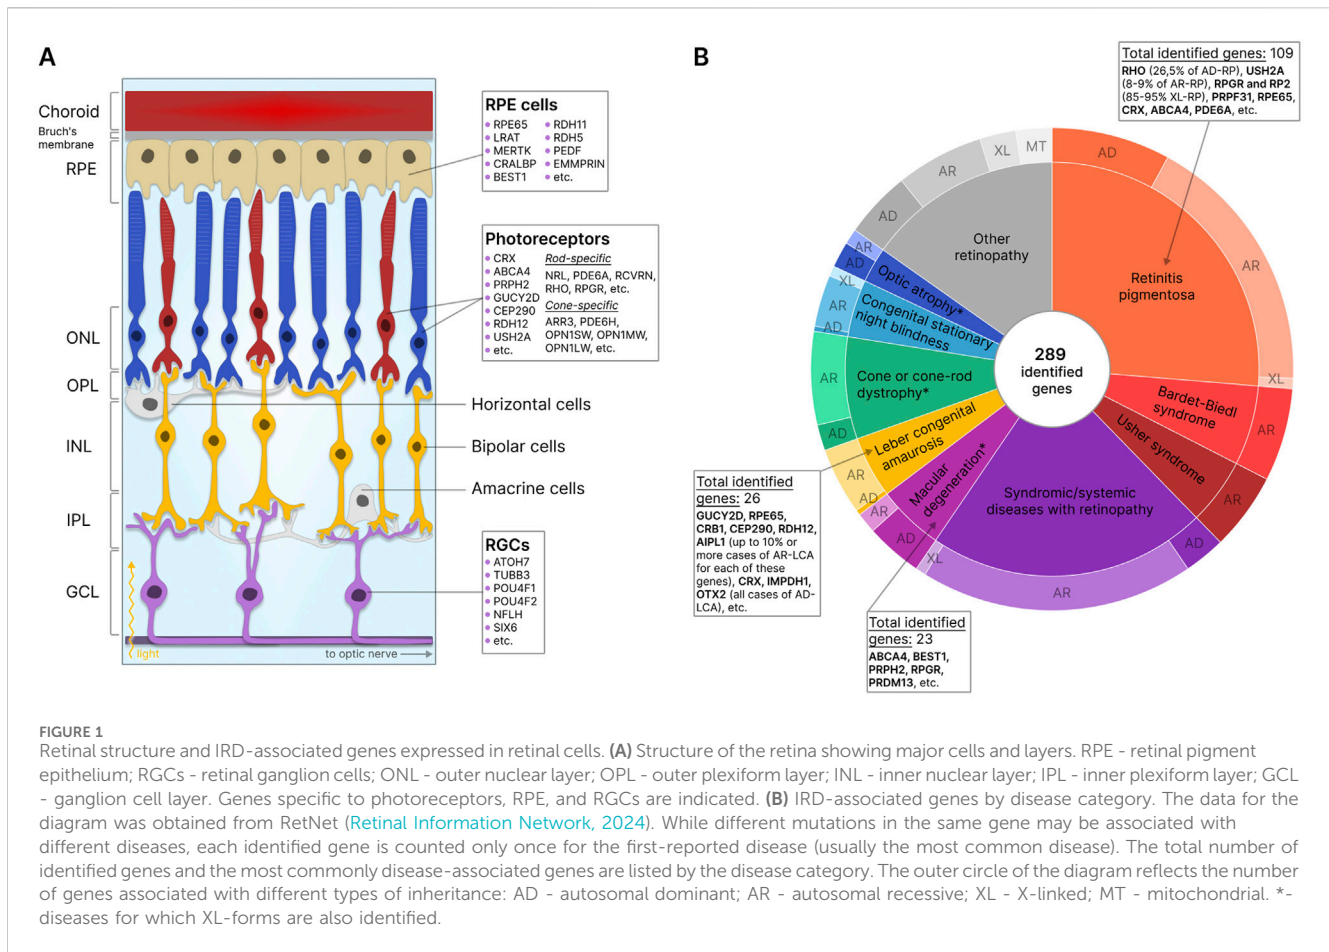 A
Choroid
Bruch's
membrane
RPE
ONL
OPL
INL
IPL
GCL
light
to optic nerve
RPE cells
RPE65
LRAT
MERTK
CRALBP
BEST1
RDH11
RDH5
PEDF
EMMPRIN
etc.
Photoreceptors
CRX
ABCA4
PRPH2
GUCY2D
CEP290
RDH12
USH2A
etc.
Rod-specific
NRL, PDE6A, RCVRN,
RHO, RPGR, etc.
Cone-specific
ARR3, PDE6H,
OPN1SW, OPN1MW,
OPN1LW, etc.
Horizontal cells
Bipolar cells
Amacrine cells
RGCs
ATOH7
TUBB3
POU4F1
POU4F2
NFLH
SIX6
etc.
B
Total identified genes: 109
RHO (26,5% of AD-RP), USH2A
(8-9% of AR-RP), RPGR and RP2
(85-95% XL-RP), PRPF31, RPE65,
CRX, ABCA4, PDE6A, etc.
289
identified
genes
Retinitis
pigmentosa
AD
AR
XL
Bardet-Biedl
syndrome
AR
Usher syndrome
AR
Syndromic/systemic
diseases with retinopathy
AD
AR
XL
Macular
degeneration*
AD
AR
Leber congenital
amaurosis
AD
AR
Cone or cone-rod
dystrophy*
AD
AR
Congenital stationary
night blindness
AD
AR
XL
Optic atrophy*
AD
AR
Other
retinopathy
AD
AR
XL
MT
Total identified
genes: 26
GUCY2D, RPE65,
CRB1, CEP290, RDH12,
AIPL1 (up to 10% or
more cases of AR-LCA
for each of these
genes), CRX, IMPDH1,
OTX2 (all cases of AD-
LCA), etc.
Total identified
genes: 23
ABCA4, BEST1,
PRPH2, RPGR,
PRDM13, etc.
FIGURE 1
Retinal structure and IRD-associated genes expressed in retinal cells. (A) Structure of the retina showing major cells and layers. RPE - retinal pigment
epithelium; RGCs - retinal ganglion cells; ONL - outer nuclear layer; OPL - outer plexiform layer; INL - inner nuclear layer; IPL - inner plexiform layer; GCL
- ganglion cell layer. Genes specific to photoreceptors, RPE, and RGCs are indicated. (B) IRD-associated genes by disease category. The data for the
diagram was obtained from RetNet (Retinal Information Network, 2024). While different mutations in the same gene may be associated with
different diseases, each identified gene is counted only once for the first-reported disease (usually the most common disease). The total number of
identified genes and the most commonly disease-associated genes are listed by the disease category. The outer circle of the diagram reflects the number
of genes associated with different types of inheritance: AD - autosomal dominant; AR - autosomal recessive; XL - X-linked; MT - mitochondrial. *-
diseases for which XL-forms are also identified.